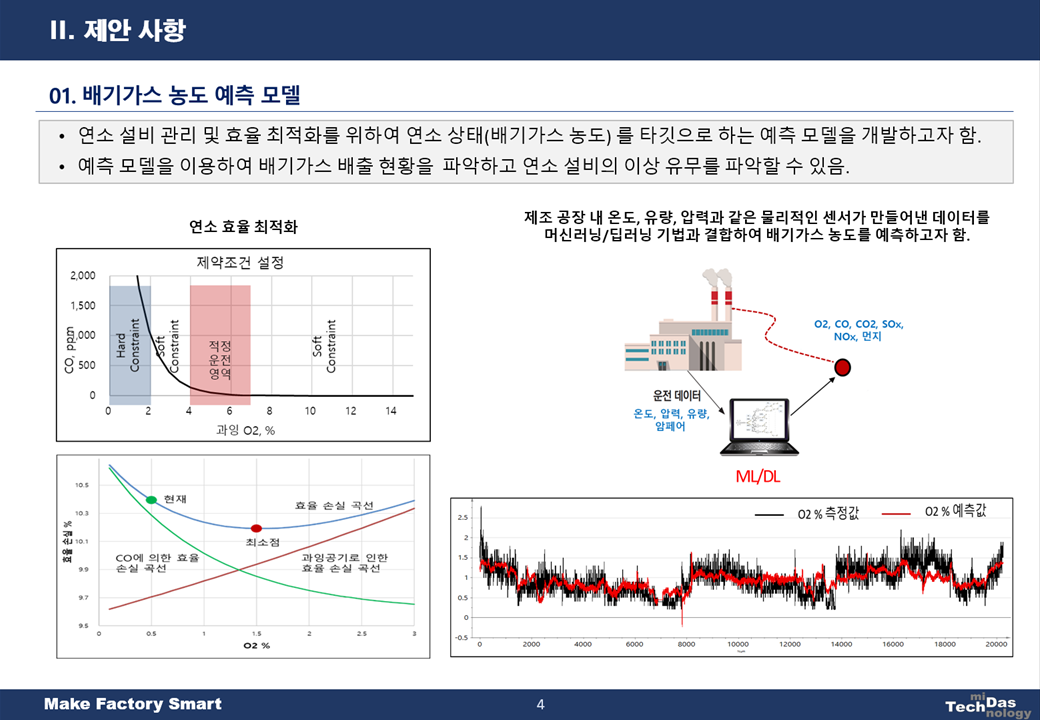 II. 제안 사항
01. 배기가스 농도 예측 모델
• 연소 설비 관리 및 효율 최적화를 위하여 연소 상태(배기가스 농도) 를 타깃으로 하는 예측 모델을 개발하고자 함.
• 예측 모델을 이용하여 배기가스 배출 현황을 파악하고 연소 설비의 이상 유무를 파악할 수 있음.
연소 효율 최적화
제약조건 설정
2,000
1,500
1,000
500
0
CO, ppm
Hard
Constraint
Soft
Constraint
적정
운전
영역
Soft
Constraint
0 2 4 6 8 10 12 14
과잉 O2, %
10.5
10.3
10.1
9.9
9.7
9.5
효율 손실 %
현재
효율 손실 곡선
최소점
CO에 의한 효율
손실 곡선
과잉공기로 인한
효율 손실 곡선
0 0.5 1 1.5 2 2.5 3
O2 %
제조 공장 내 온도, 유량, 압력과 같은 물리적인 센서가 만들어낸 데이터를
머신러닝/딥러닝 기법과 결합하여 배기가스 농도를 예측하고자 함.
O2, CO, CO2, SOx,
NOx, 먼지
운전 데이터
온도, 압력, 유량,
암페어
ML/DL
O2 % 측정값
O2 % 예측값
2.5
2
1.5
1
0.5
0
-0.5
0 2000 4000 6000 8000 10000 12000 14000 16000 18000 20000
Make Factory Smart
4
mi
TechDas
nology